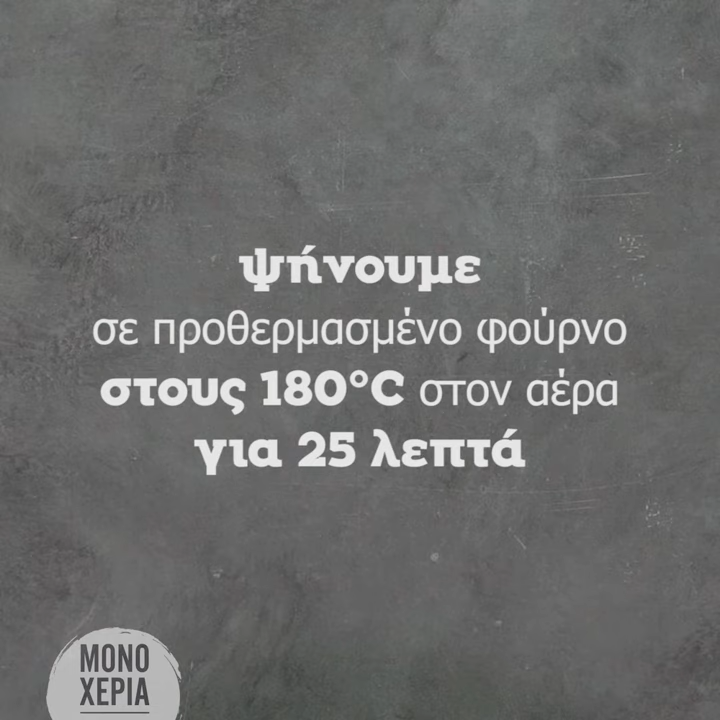 ψήνουμε
σε προθερμασμένο φούρνο
στους 180°C στον αέρα
για 25 λεπτά
ΜΟΝΟ
ΧΕΡΙΑ